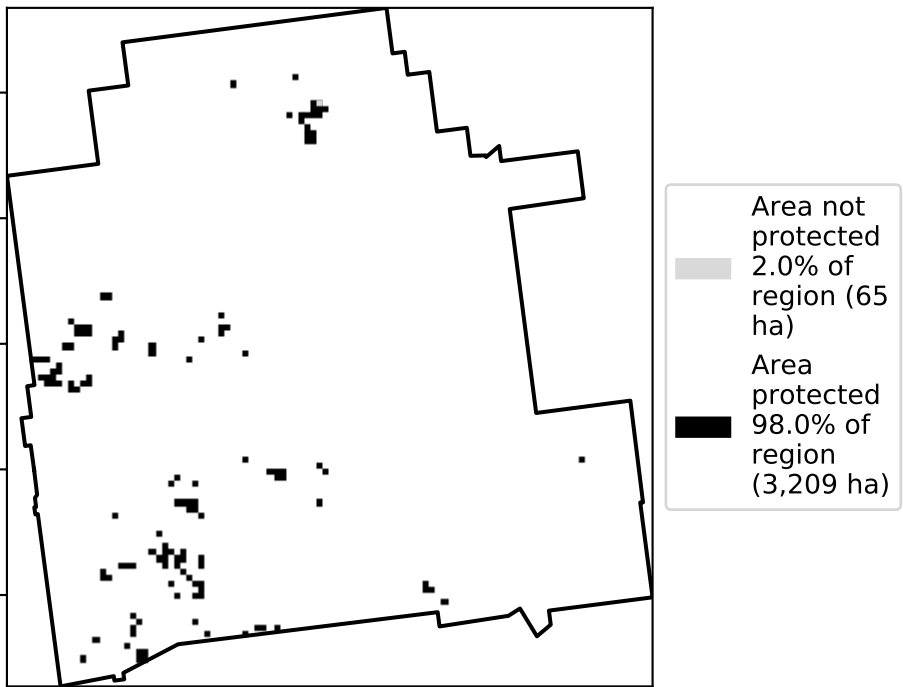 Area not
protected
2.0% of
region (65
ha)
Area
protected
98.0% of
region
(3,209 ha)